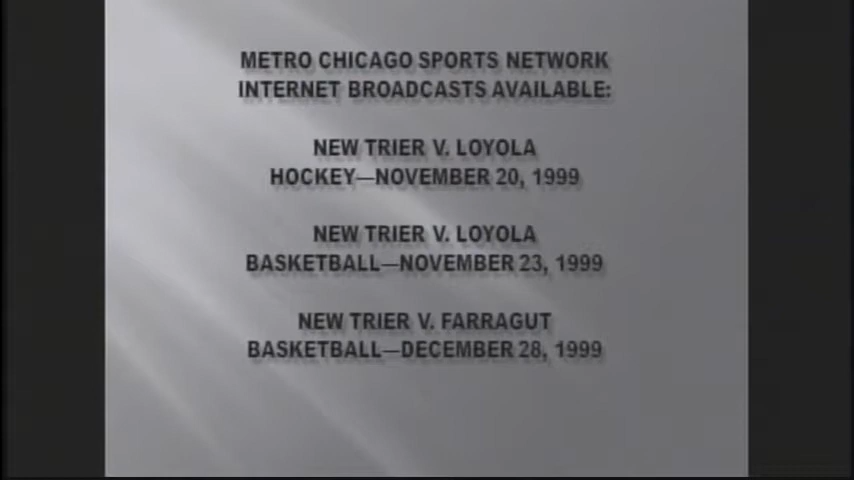 METRO CHICAGO SPORTS NETWORK
INTERNET BROADCASTS AVAILABLE:
NEW TRIER V. LOYOLA
HOCKEY—NOVEMBER 20, 1999
NEW TRIER V. LOYOLA
BASKETBALL—NOVEMBER 23, 1999
NEW TRIER V. FARRAGUT
BASKETBALL—DECEMBER 28, 1999